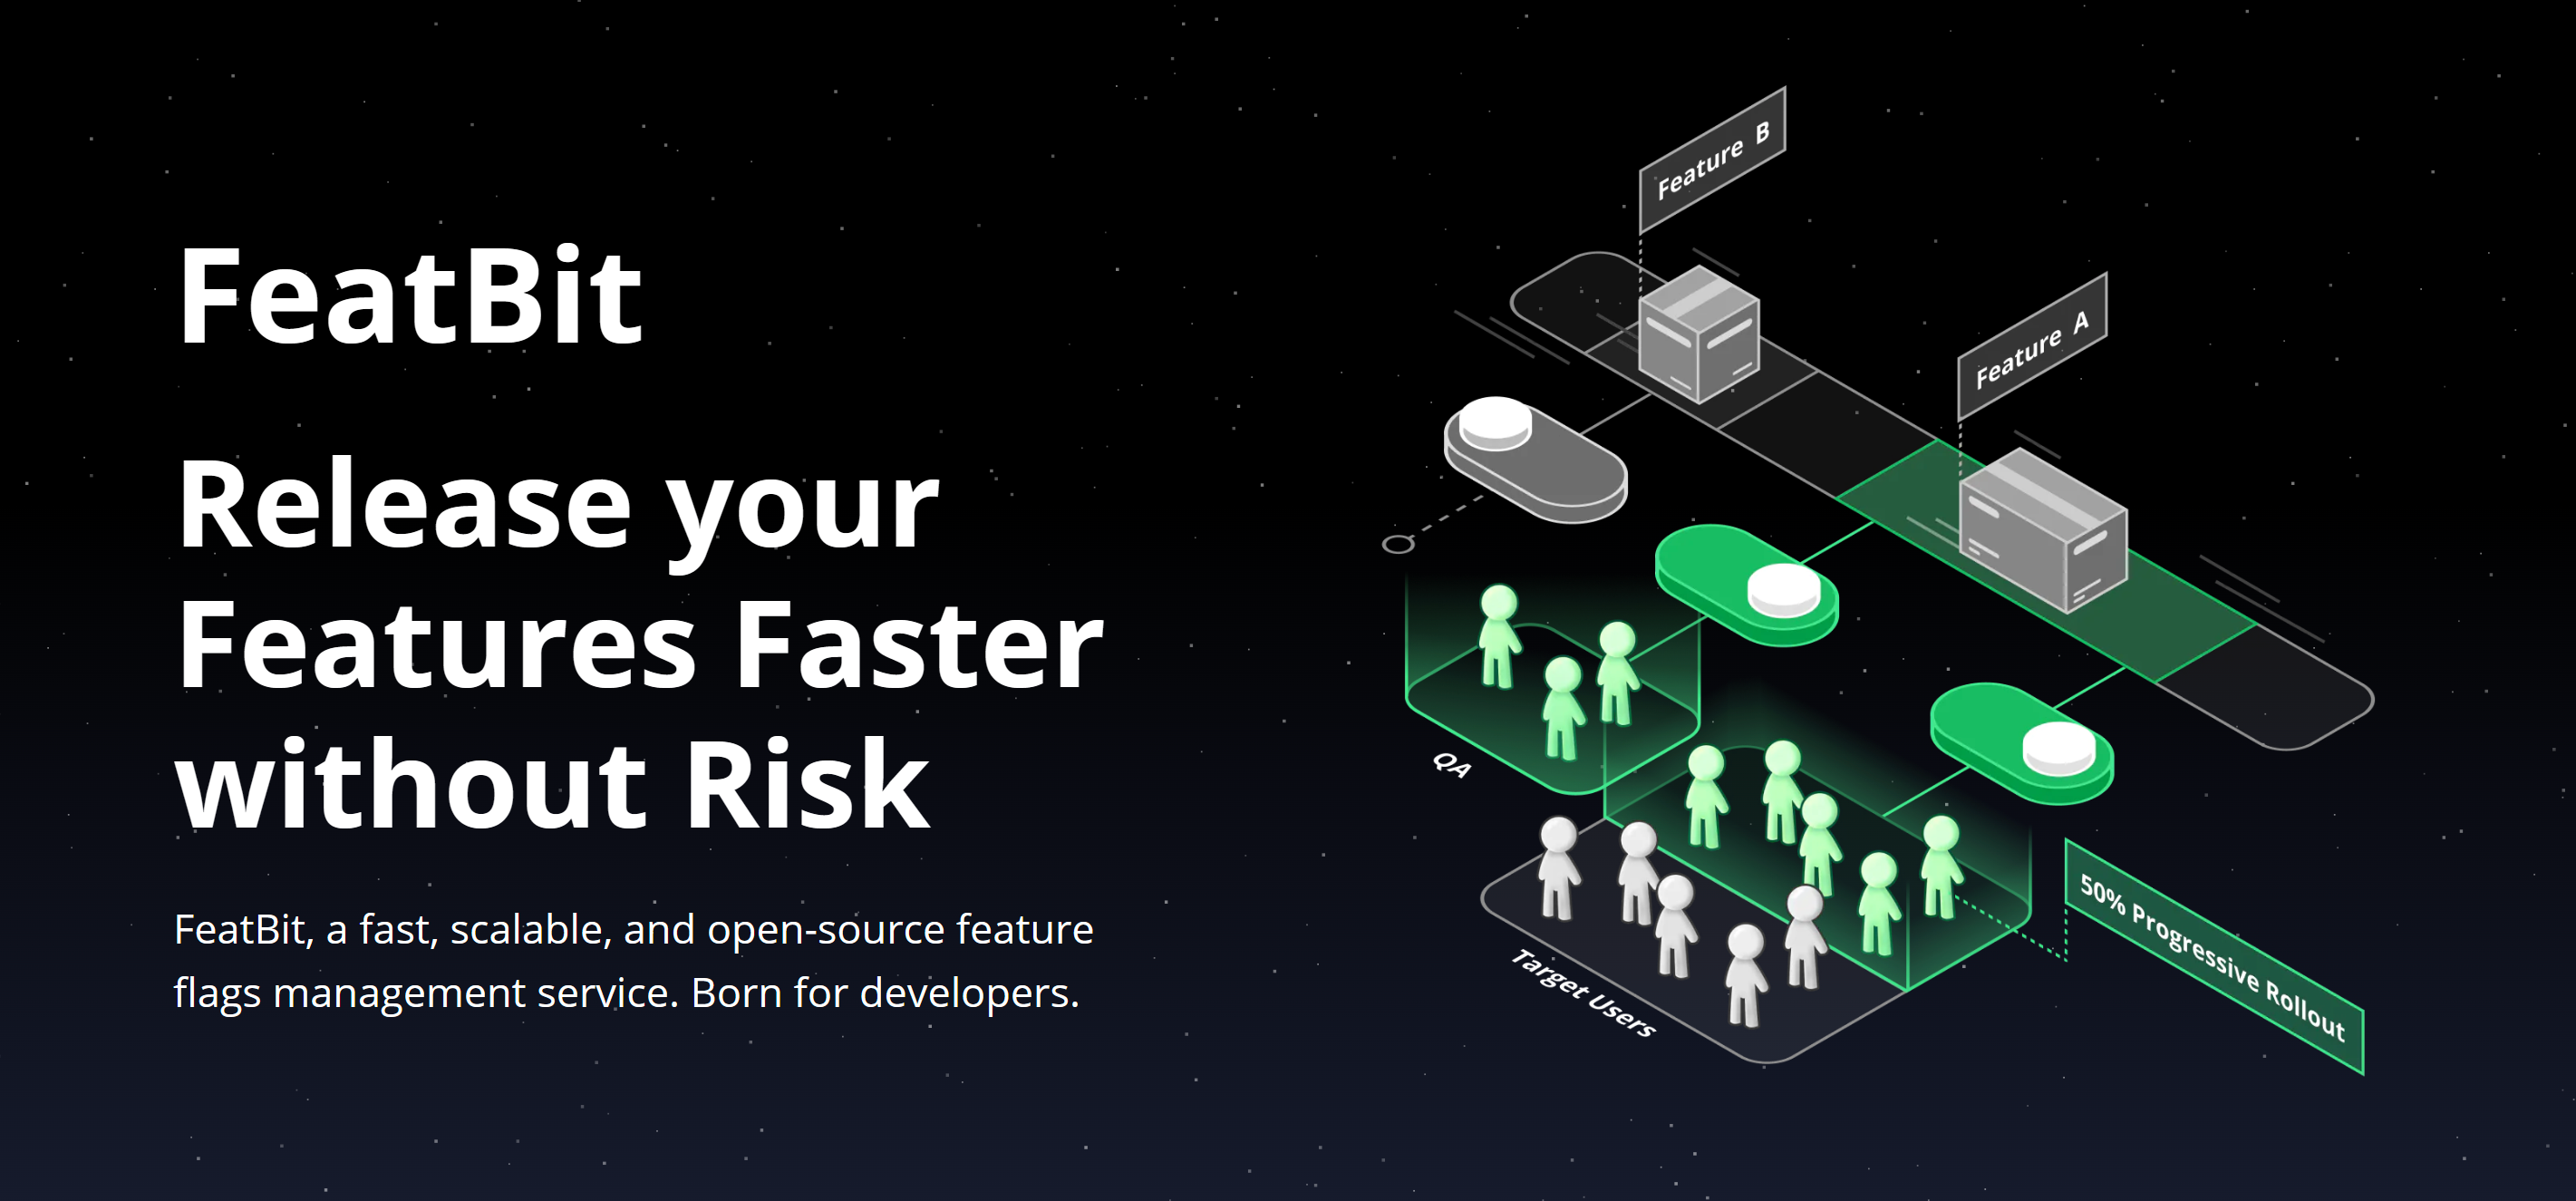 FeatBit
Release your
Features Faster
without Risk
FeatBit, a fast, scalable, and open-source feature
flags management service. Born for developers.
Feature B
Feature A
QA
Target Users
50% Progressive Rollout